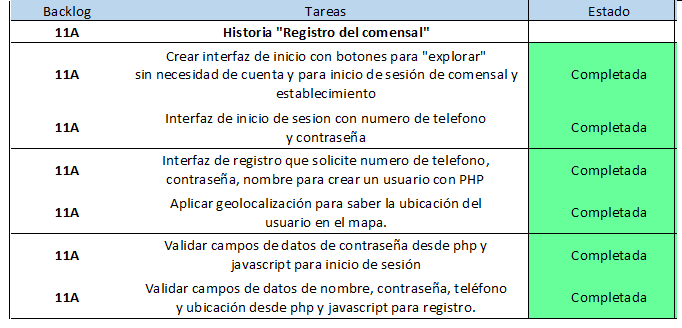 Backlog Tareas Estado
11A Historia "Registro del comensal"
Crear interfaz de inicio con botones para "explorar"
11A sin necesidad de cuenta y para inicio de sesión de comensal y Completada
establecimiento
Interfaz de inicio de sesion con numero de telefono
11A Completada
y contraseña
Interfaz de registro que solicite numero de telefono,
11A Completada
contraseña, nombre para crear un usuario con PHP
Aplicar geolocalización para saber la ubicación del
11A Completada
usuario en el mapa.
Validar campos de datos de contraseña desde php y
11A Completada
javascript para inicio de sesión
Validar campos de datos de nombre, contraseña, teléfono
11A Completada
y ubicación desde php y javascript para registro.